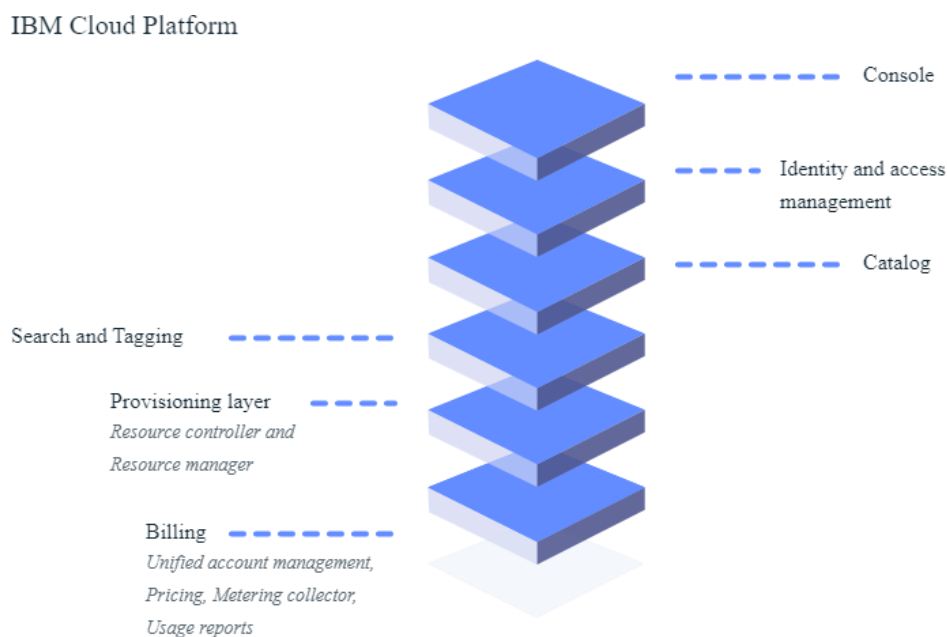 IBM Cloud Platform
Console
Identity and access
management
Catalog
Search and Tagging
Provisioning layer
Resource controller and
Resource manager
Billing
Unified account management,
Pricing, Metering collector,
Usage reports